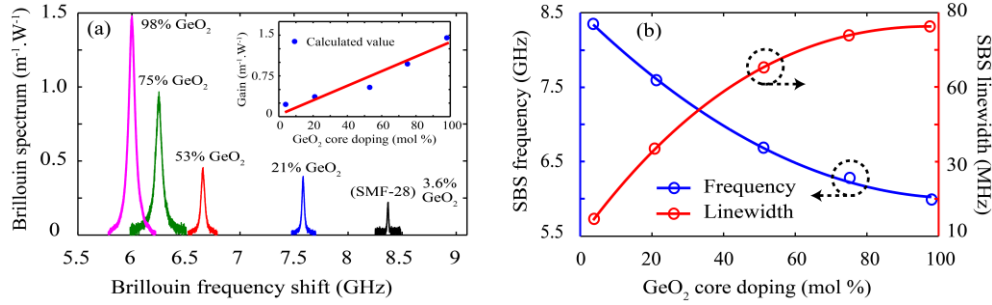 (a)
98% GeO2
75% GeO2
53% GeO2
21% GeO2
(SMF-28) 3.6% GeO2
Brillouin spectrum (m-1.W-1)
1.5
1.0
0.5
0
5.5 6 6.5 7 7.5 8 8.5 9
Brillouin frequency shift (GHz)
Calculated value
Gain (m-1.W-1)
1.5
0.75
0
0 20 40 60 80 100
GeO2 core doping (mol %)
(b)
SBS frequency (GHz)
8.5
7.5
6.5
5.5
Frequency
Linewidth
0 20 40 60 80 100
GeO2 core doping (mol %)
80
60
30
10
SBS linewidth
(MHz)